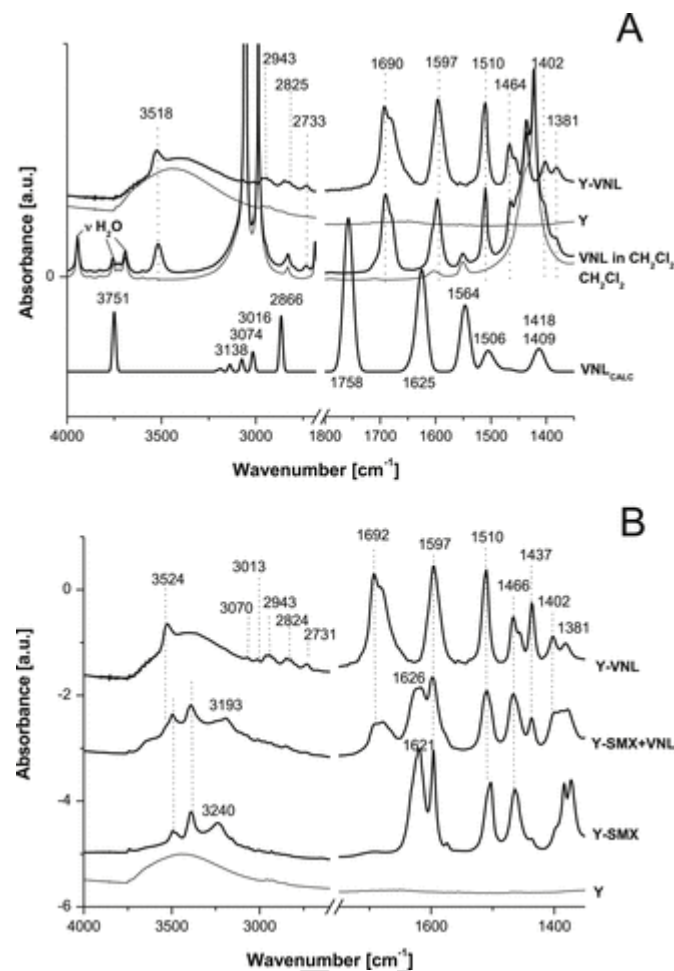 A
2943
2825
2733
3518
1690
1597
1510
1464
1402
1381
Y-VNL
Y
ν H2O
VNL in CH2Cl2
CH2Cl2
0
3751
3138
3074
3016
2866
1758
1625
1564
1506
1418
1409
VNLCALC
Absorbance [a.u.]
4000 3500 3000 1800 1700 1600 1500 1400
Wavenumber [cm-1]
B
1692
1597
1510
1437
1466
1402
1381
3524
3013
3070
2943
2824
2731
Y-VNL
3193
1626
Y-SMX+VNL
1621
3240
Y-SMX
Y
0
-2
-4
-6
Absorbance [a.u.]
4000 3500 3000 1600 1400
Wavenumber [cm-1]